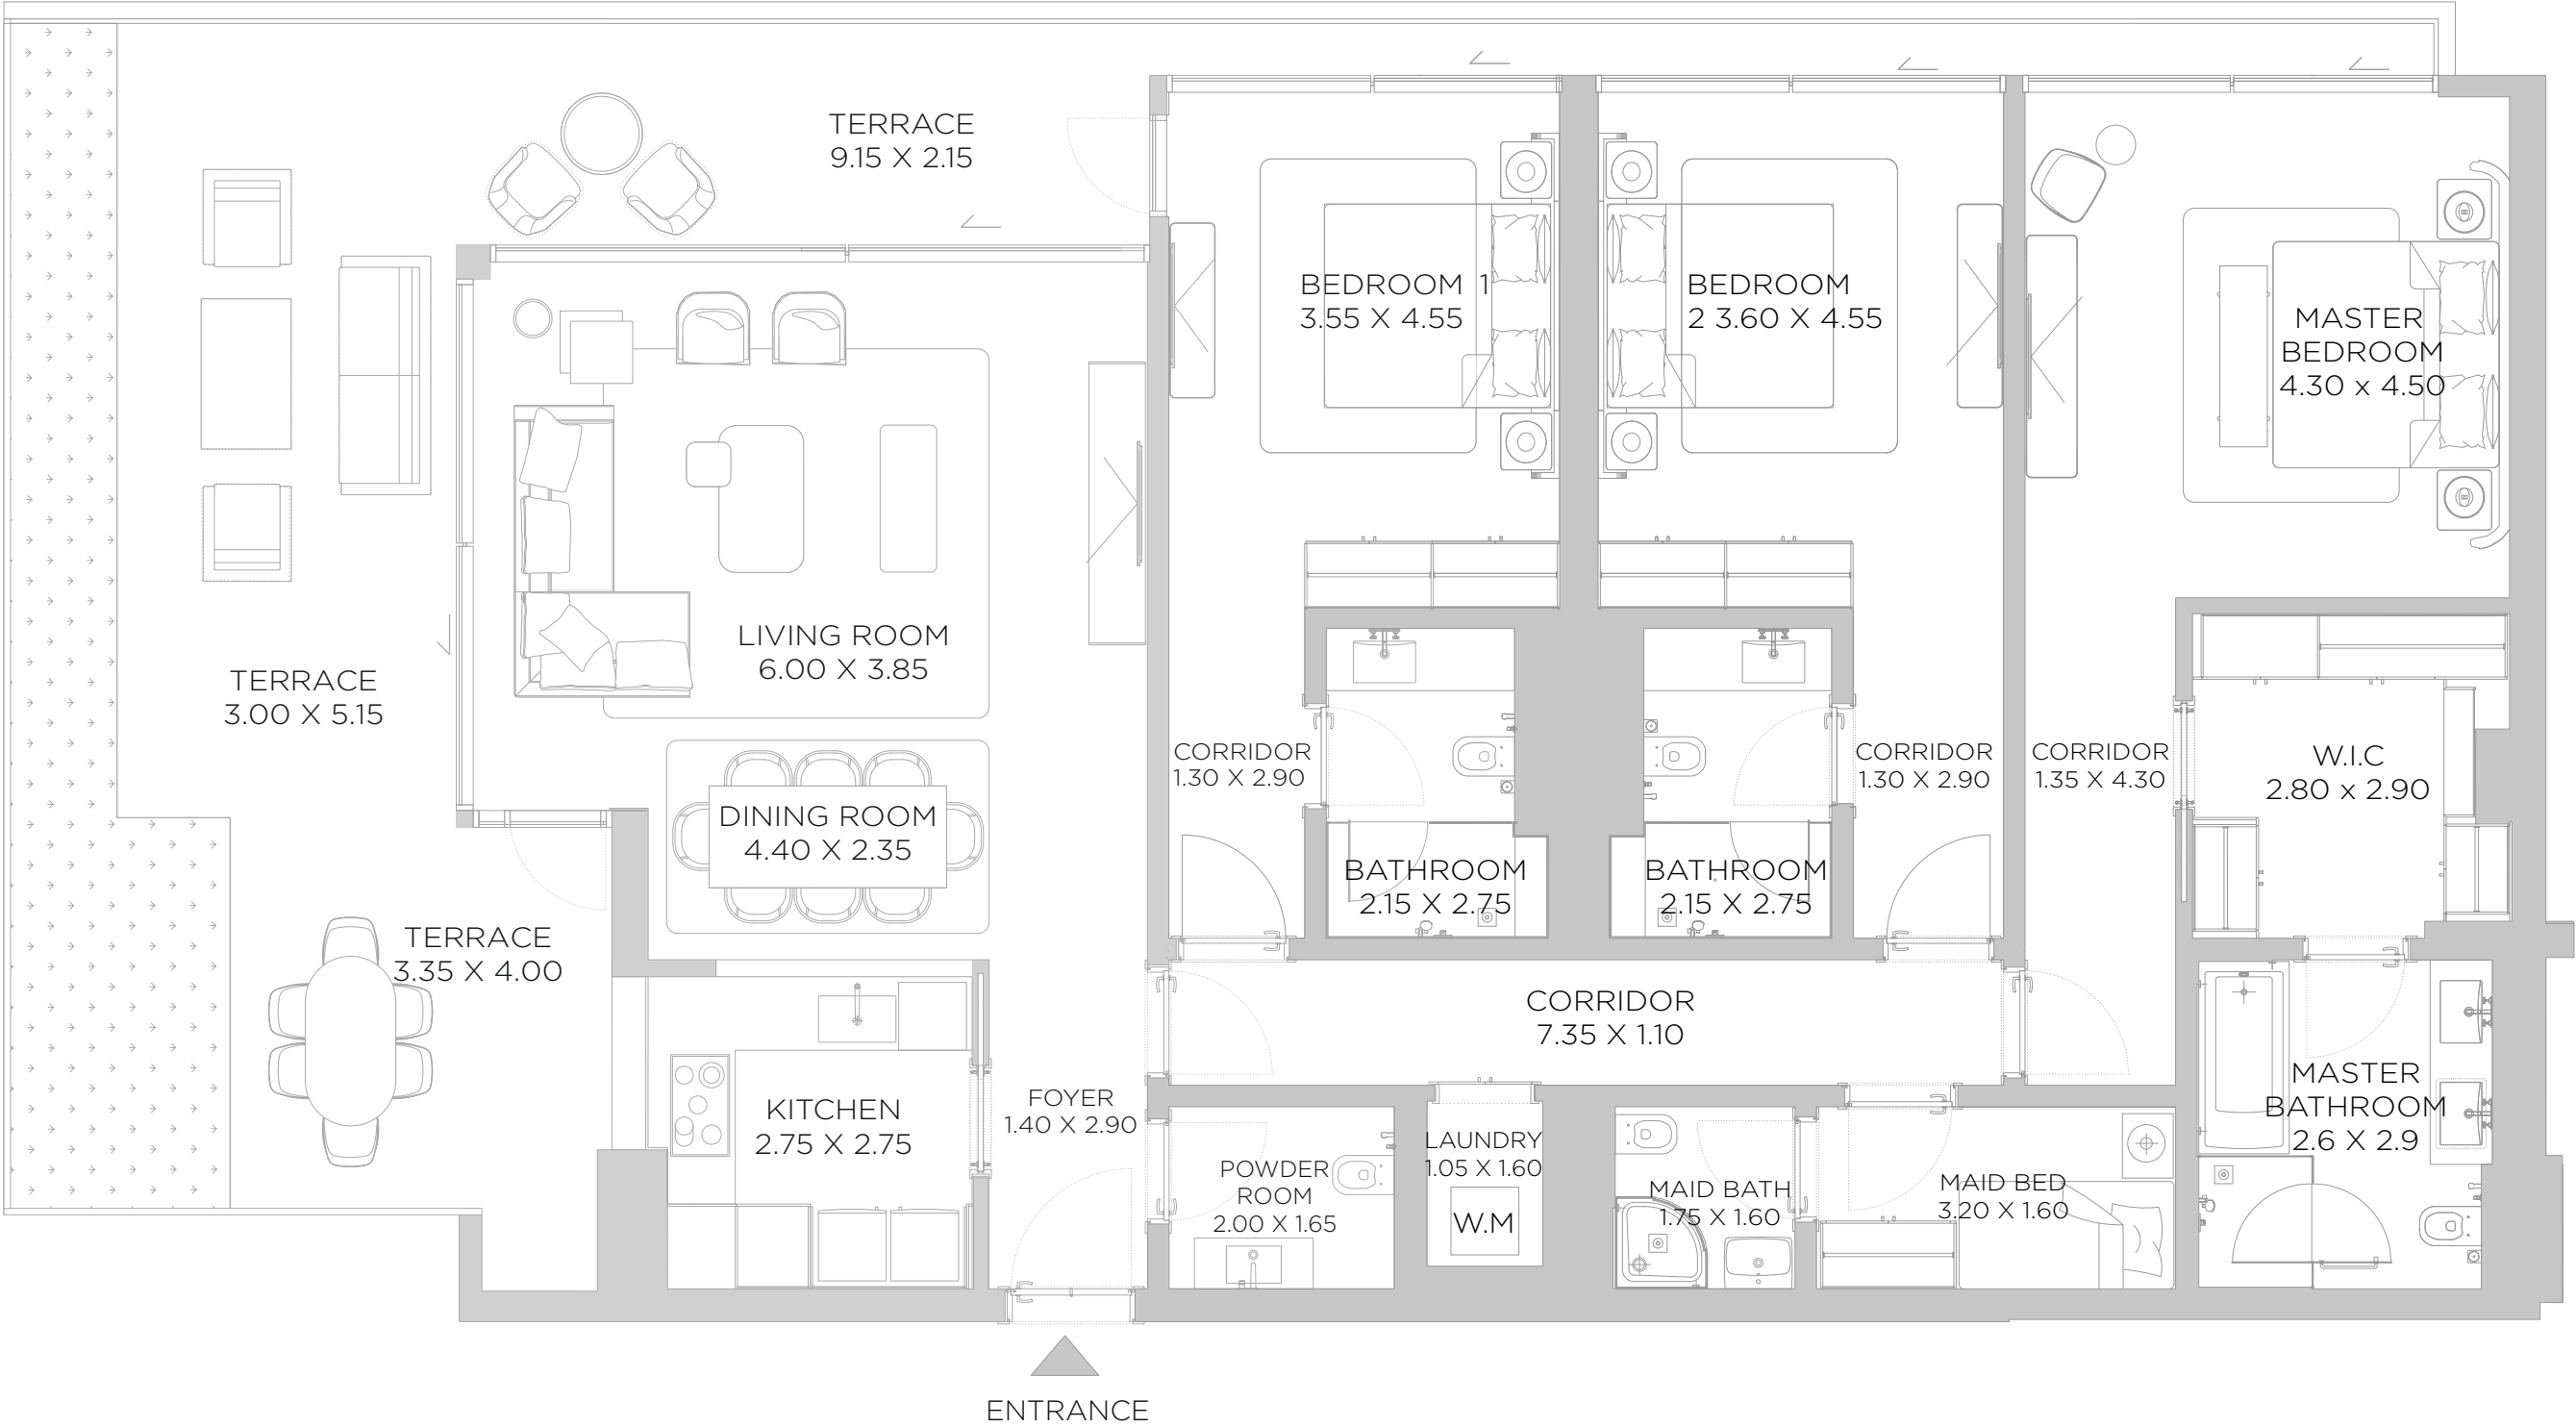 TERRACE
9.15 X 2.15
BEDROOM 1
3.55 X 4.55
BEDROOM
2 3.60 X 4.55
MASTER
BEDROOM
4.30 x 4.50
LIVING ROOM
6.00 X 3.85
TERRACE
3.00 X 5.15
CORRIDOR
1.30 X 2.90
CORRIDOR
1.30 X 2.90
CORRIDOR
1.35 X 4.30
W.I.C
2.80 x 2.90
DINING ROOM
4.40 X 2.35
BATHROOM
2.15 X 2.75
BATHROOM
2.15 X 2.75
TERRACE
3.35 X 4.00
CORRIDOR
7.35 X 1.10
KITCHEN
2.75 X 2.75
FOYER
1.40 X 2.90
MASTER
BATHROOM
2.6 X 2.9
LAUNDRY
1.05 X 1.60
POWDER
ROOM
2.00 X 1.65
W.M
MAID BATH
1.75 X 1.60
MAID BED
3.20 X 1.60
ENTRANCE